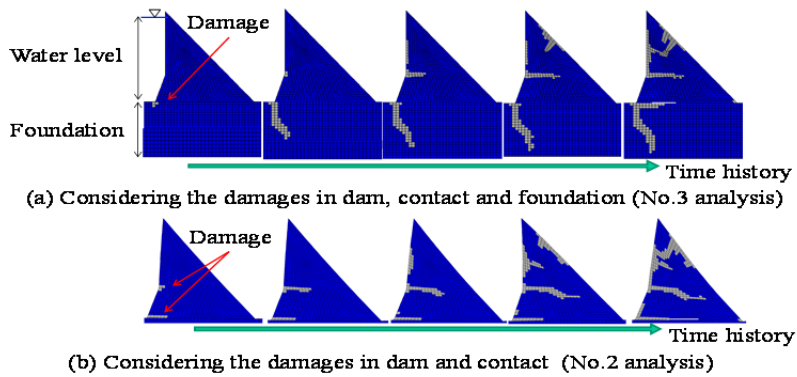 Damage
Water level
Foundation
Time history
(a) Considering the damages in dam, contact and foundation (No.3 analysis)
Damage
Time history
(b) Considering the damages in dam and contact (No.2 analysis)